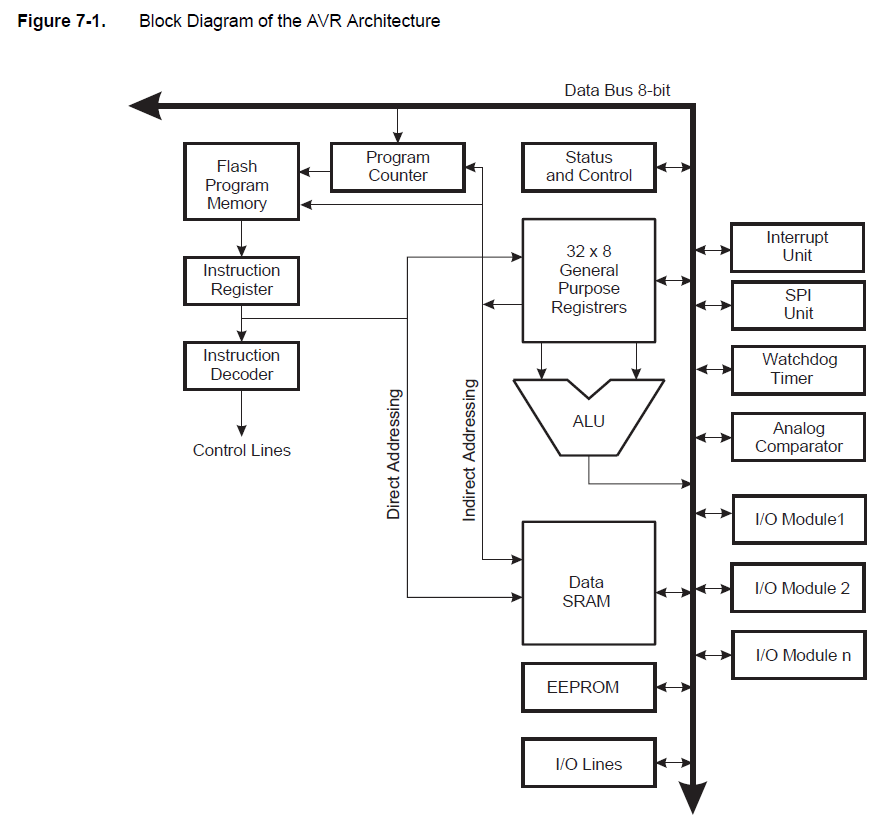 Figure 7-1. Block Diagram of the AVR Architecture
Data Bus 8-bit
Flash
Program
Memory
Program
Counter
Status
and Control
Instruction
Register
32 x 8
General
Purpose
Registrers
Interrupt
Unit
SPI
Unit
Instruction
Decoder
Watchdog
Timer
Control Lines
Direct Addressing
Indirect Addressing
ALU
Analog
Comparator
I/O Module1
Data
SRAM
I/O Module 2
I/O Module n
EEPROM
I/O Lines